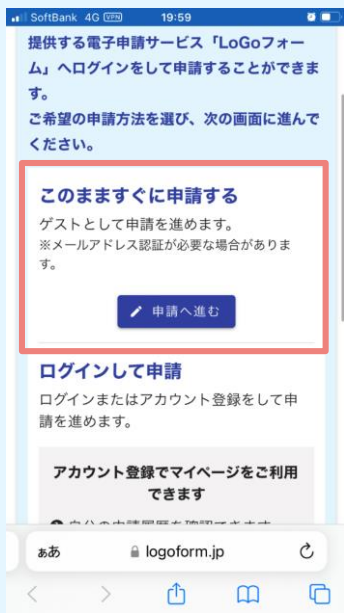 SoftBank 4G VPN 19:59
提供する電子申請サービス「LoGoフォー
ム」へログインをして申請することができま
す。
ご希望の申請方法を選び、次の画面に進んで
ください。
このまますぐに申請する
ゲストとして申請を進めます。
※メールアドレス認証が必要な場合がありま
す。
申請へ進む
ログインして申請
ログインまたはアカウント登録をして申
請を進めます。
アカウント登録でマイページをご利用
できます
ぁあ logoform.jp